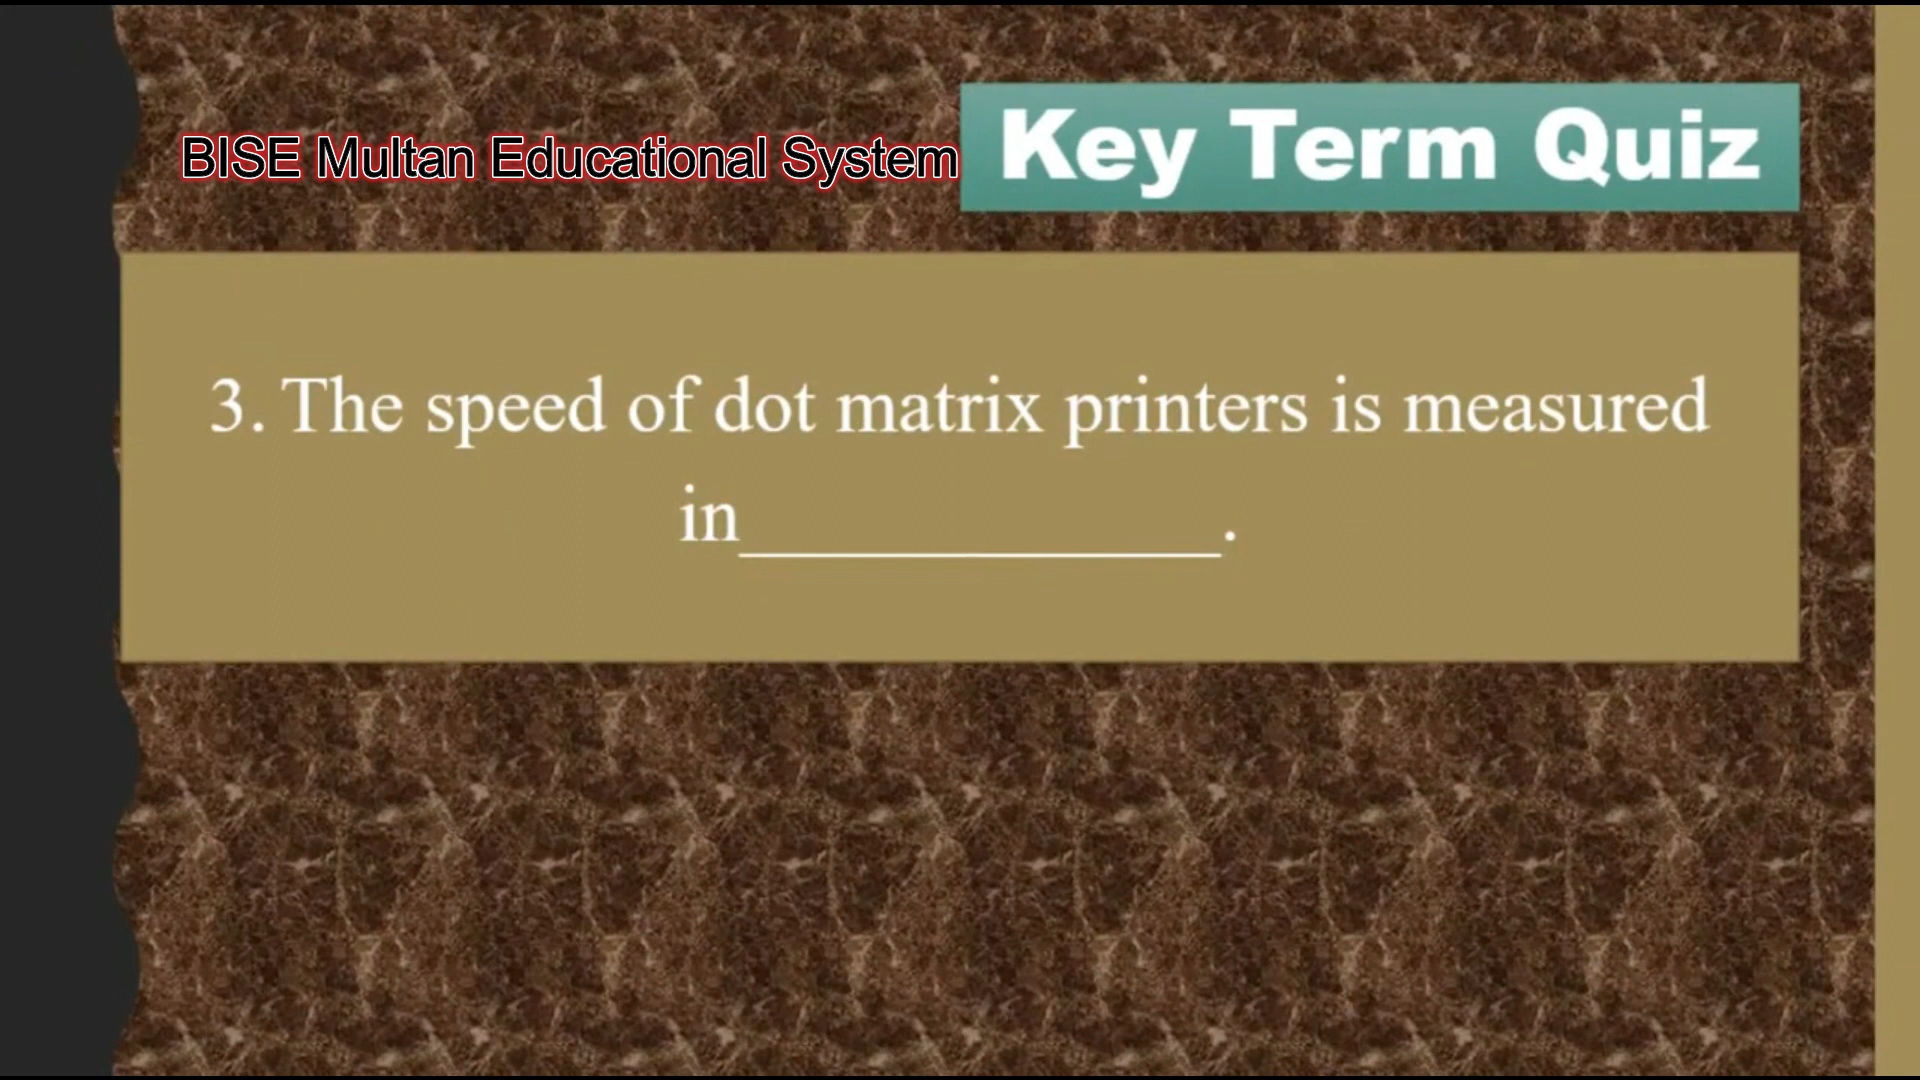 BISE Multan Educational System
Key Term Quiz
3. The speed of dot matrix printers is measured
in_____________.